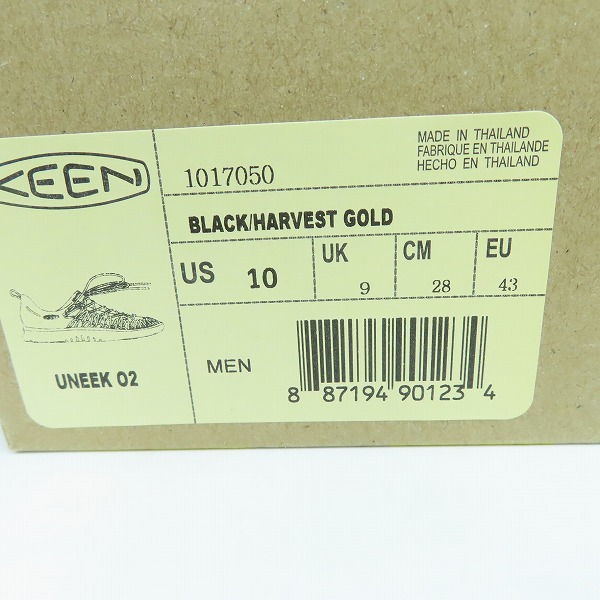 KEEN
1017050
MADE IN THAILAND
FABRIQUE EN THAILANDE
HECHO EN THAILAND
BLACK/HARVEST GOLD
US 10
UK 9
CM 28
EU 43
UNEEK O2
MEN
8 87194 90123 4